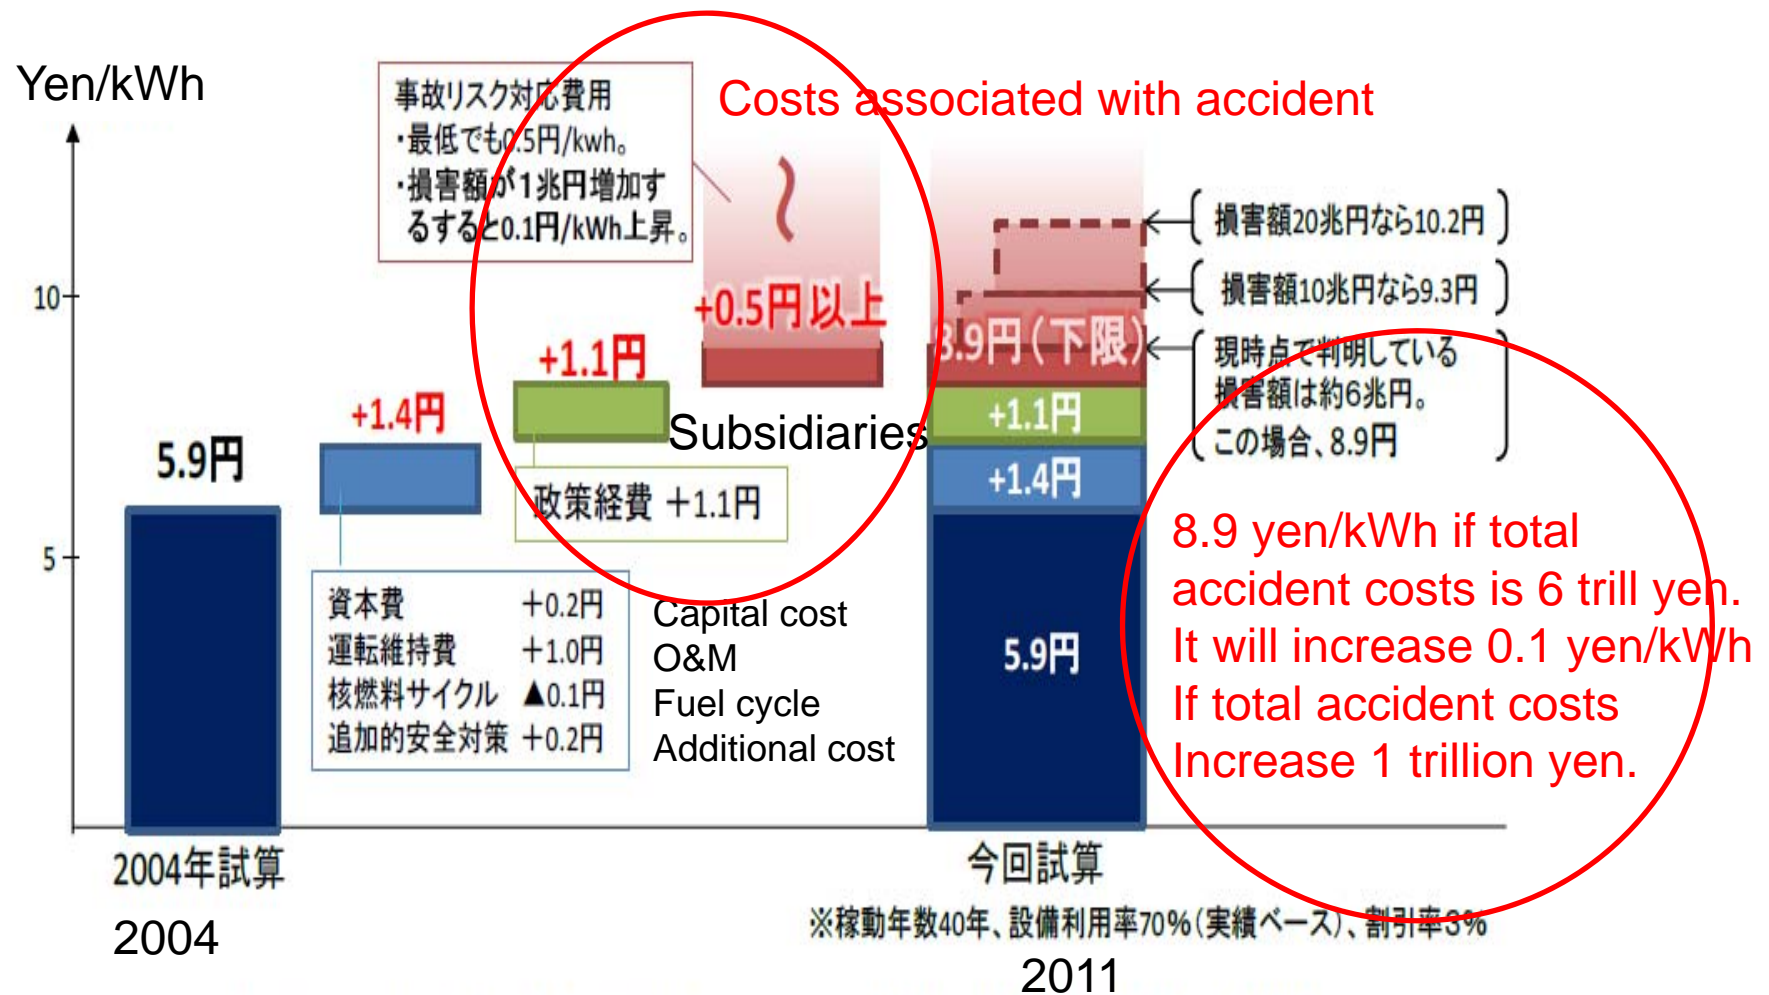 Yen/kWh
事故リスク対応費用
・最低でも0.5円/kwh。
・損害額が1兆円増加す
るすると0.1円/kWh上昇。
Costs associated with accident
10
5
5.9円
+1.4円
+1.1円
+0.5円以上
Subsidiaries
政策経費 +1.1円
資本費 +0.2円
運転維持費 +1.0円
核燃料サイクル ▲0.1円
追加的安全対策 +0.2円
Capital cost
O&M
Fuel cycle
Additional cost
8.9円(下限)
+1.1円
+1.4円
5.9円
損害額20兆円なら10.2円
損害額10兆円なら9.3円
現時点で判明している
損害額は約6兆円。
この場合、8.9円
8.9 yen/kWh if total
accident costs is 6 trill yen.
It will increase 0.1 yen/kWh
If total accident costs
Increase 1 trillion yen.
2004年試算
2004
今回試算
※稼動年数40年、設備利用率70%(実績ベース)、割引率3%
2011